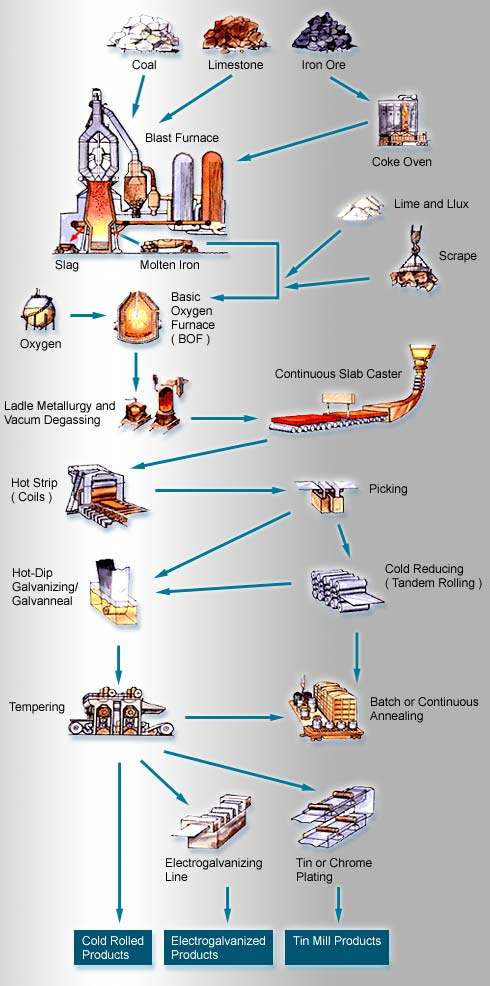 Coal
Limestone
Iron Ore
Blast Furnace
Coke Oven
Lime and Llux
Scrape
Slag
Molten Iron
Basic
Oxygen
Furnace
( BOF )
Oxygen
Continuous Slab Caster
Ladle Metallurgy and
Vacum Degassing
Hot Strip
( Coils )
Picking
Hot-Dip
Galvanizing/
Galvanneal
Cold Reducing
( Tandem Rolling )
Tempering
Batch or Continuous
Annealing
Electrogalvanizing
Line
Tin or Chrome
Plating
Cold Rolled
Products
Electrogalvanized
Products
Tin Mill Products